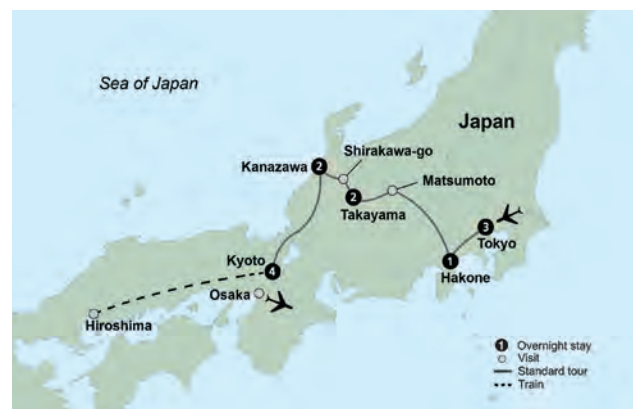 Sea of Japan
Japan
Shirakawa-go
Kanazawa
2
Matsumoto
2
Takayama
3
Tokyo
1
Hakone
Kyoto
4
Osaka
Hiroshima
1 Overnight stay
Visit
Standard tour
Train